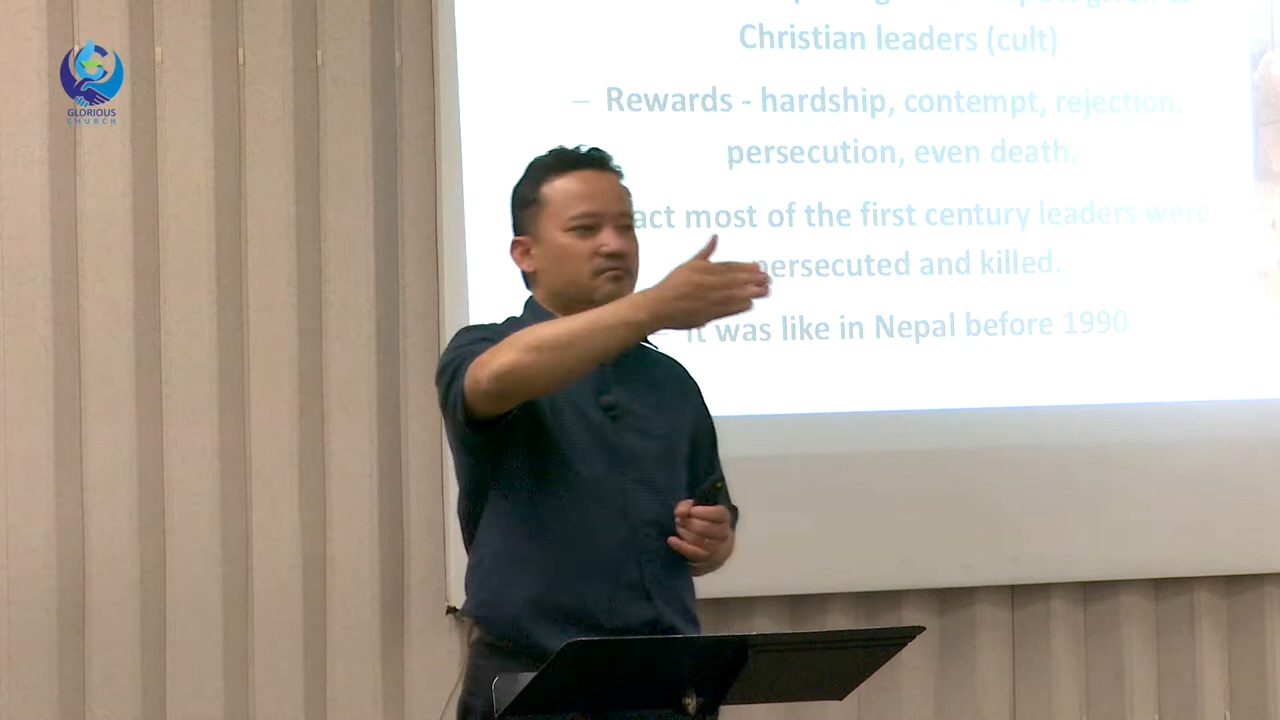 GLORIOUS
CHURCH
Christian leaders (cult)
– Rewards - hardship, contempt, rejection,
persecution, even death.
act most of the first century leaders were
persecuted and killed.
– It was like in Nepal before 1990